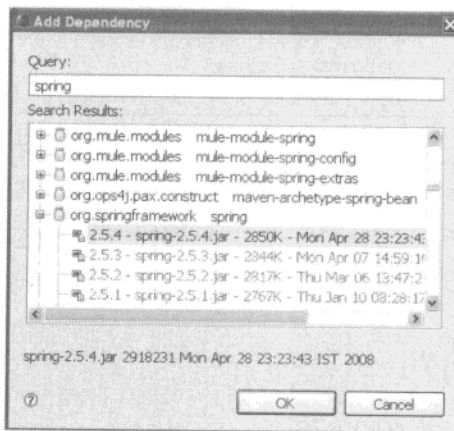 Add Dependency
Query:
spring
Search Results:
org.mule.modules mule-module-spring
org.mule.modules mule-module-spring-config
org.mule.modules mule-module-spring-extras
org.ops4j.pax.construct maven-archetype-spring-bean
org.springframework spring
2.5.4 - spring-2.5.4.jar - 2850K - Mon Apr 28 23:23:4
2.5.3 - spring-2.5.3.jar - 2844K - Mon Apr 07 14:59:1
2.5.2 - spring-2.5.2.jar - 2817K - Thu Mar 06 13:47:2
2.5.1 - spring-2.5.1.jar - 2767K - Thu Jan 10 08:28:17
spring-2.5.4.jar 2918231 Mon Apr 28 23:23:43 IST 2008
OK Cancel